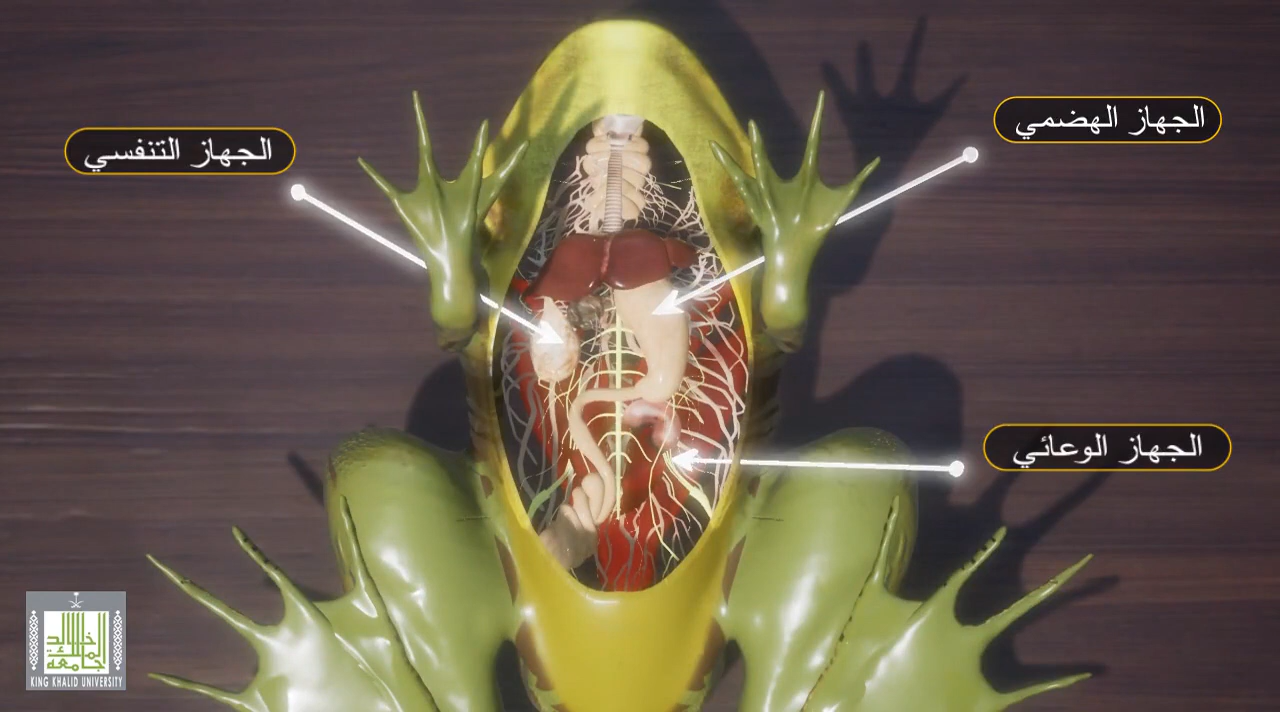 الجهاز الهضمي
الجهاز التنفسي
الجهاز الوعائي
جامعة
الملك
خالد
KING KHALID UNIVERSITY